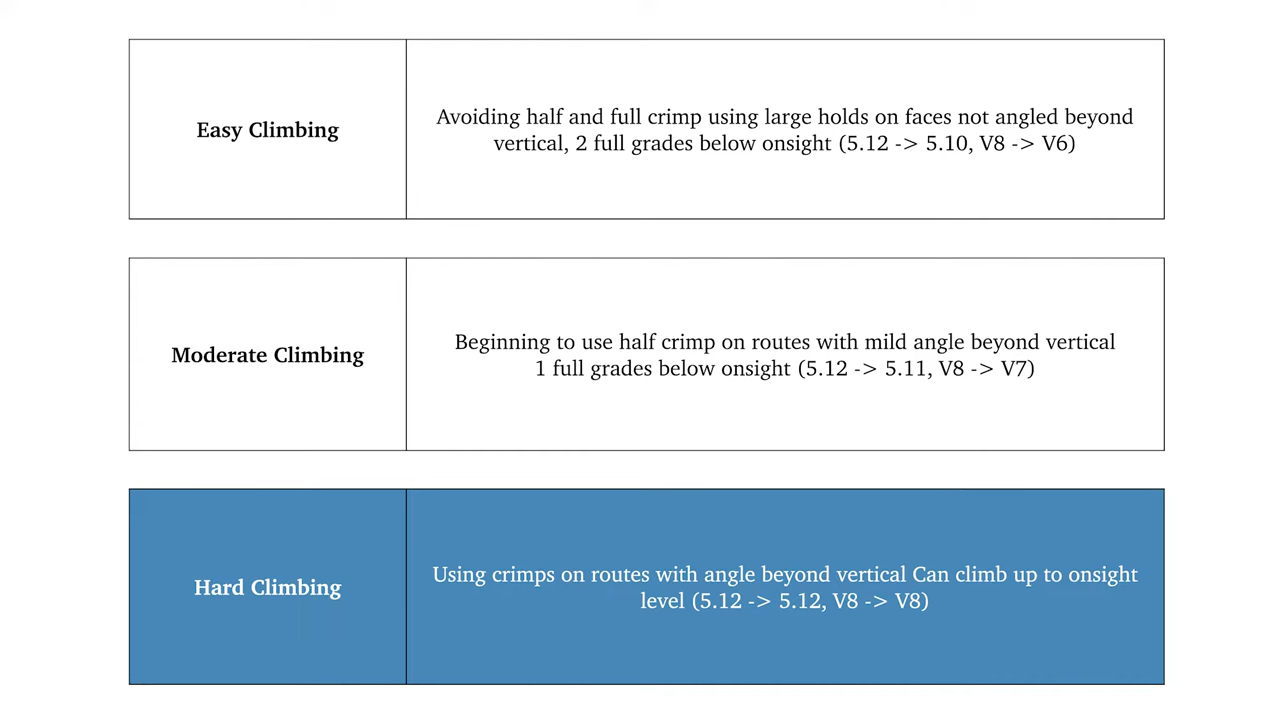 Easy Climbing
Avoiding half and full crimp using large holds on faces not angled beyond
vertical, 2 full grades below onsight (5.12 -> 5.10, V8 -> V6)
Moderate Climbing
Beginning to use half crimp on routes with mild angle beyond vertical
1 full grades below onsight (5.12 -> 5.11, V8 -> V7)
Hard Climbing
Using crimps on routes with angle beyond vertical Can climb up to onsight
level (5.12 -> 5.12, V8 -> V8)